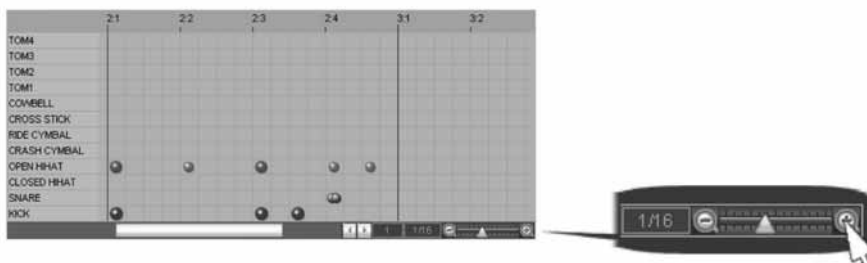 2:1 2:2 2:3 2:4 3:1 3:2
TOM4
TOM3
TOM2
TOM1
COWBELL
CROSS STICK
RIDE CYMBAL
CRASH CYMBAL
OPEN HIHAT
CLOSED HIHAT
SNARE
KICK
1 1/16
1/16